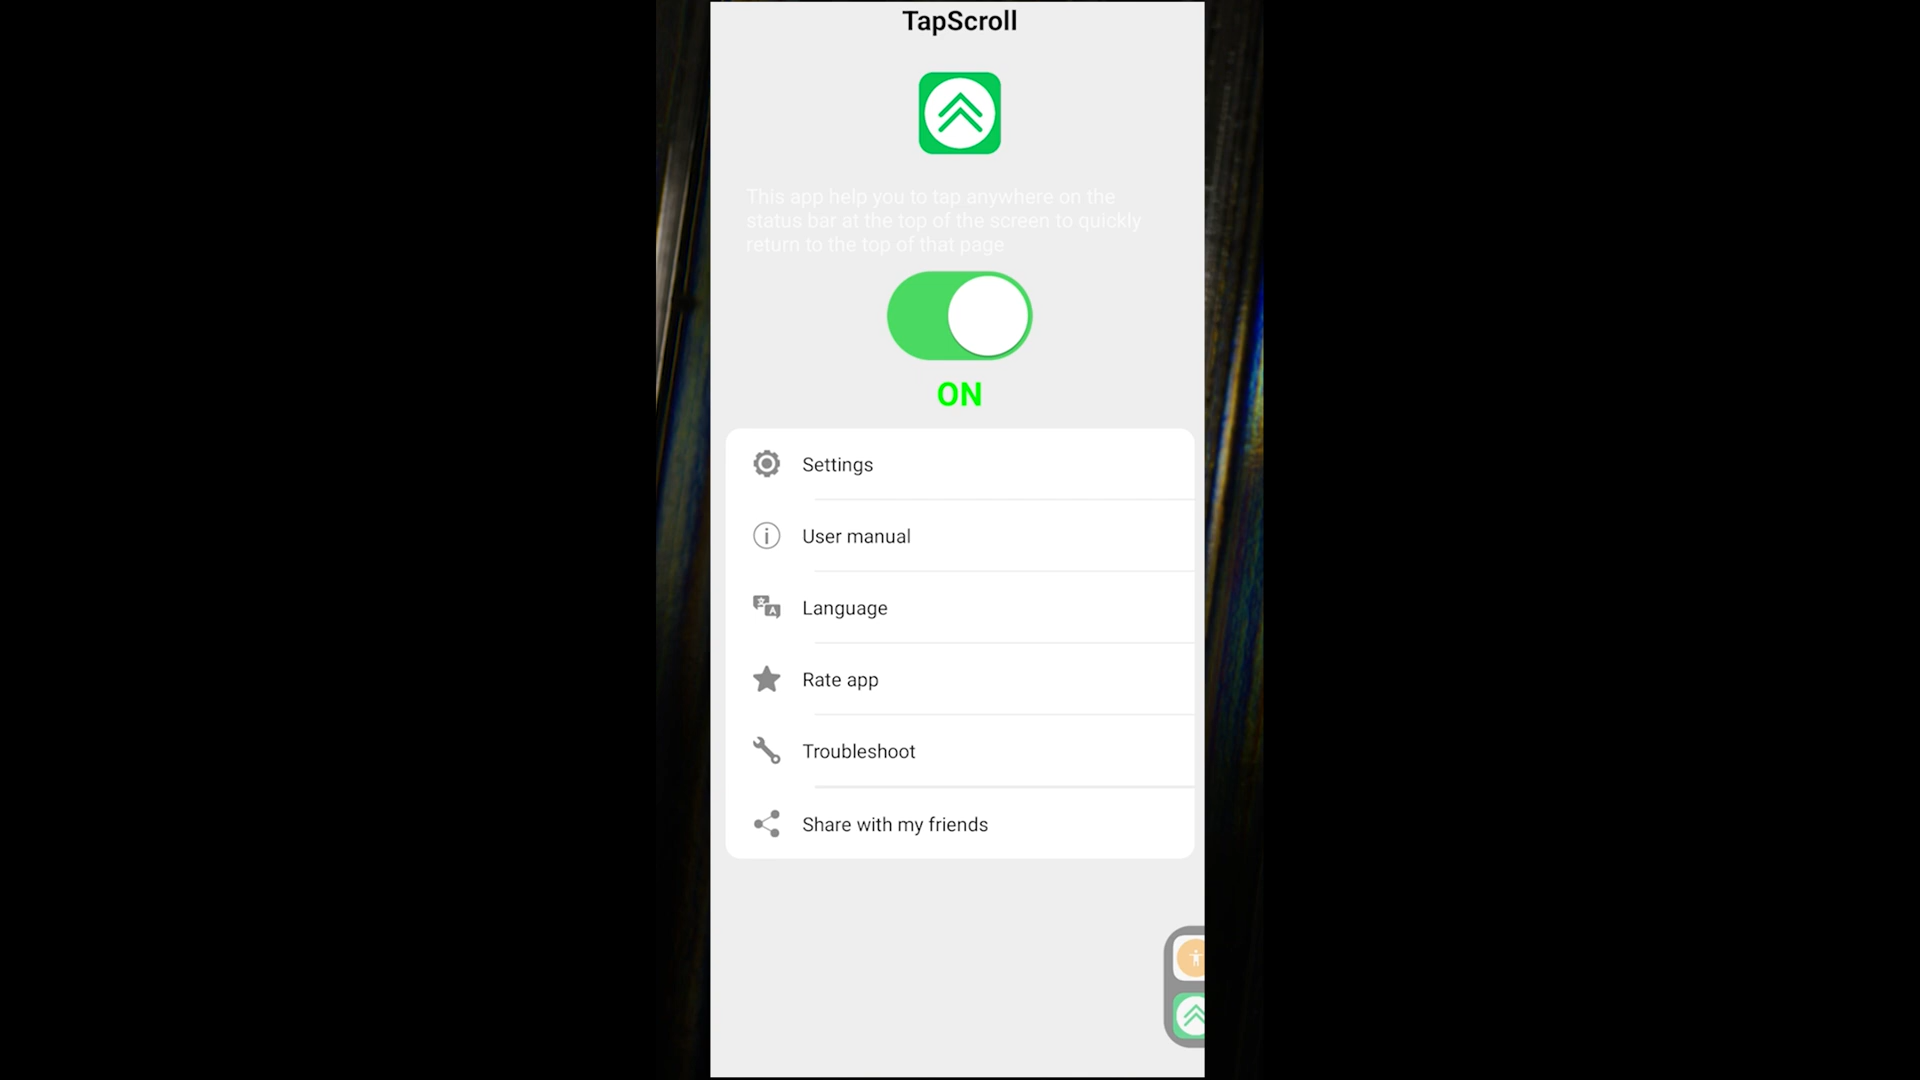 TapScroll
This app help you to tap anywhere on the
status bar at the top of the screen to quickly
return to the top of that page
ON
Settings
User manual
Language
Rate app
Troubleshoot
Share with my friends